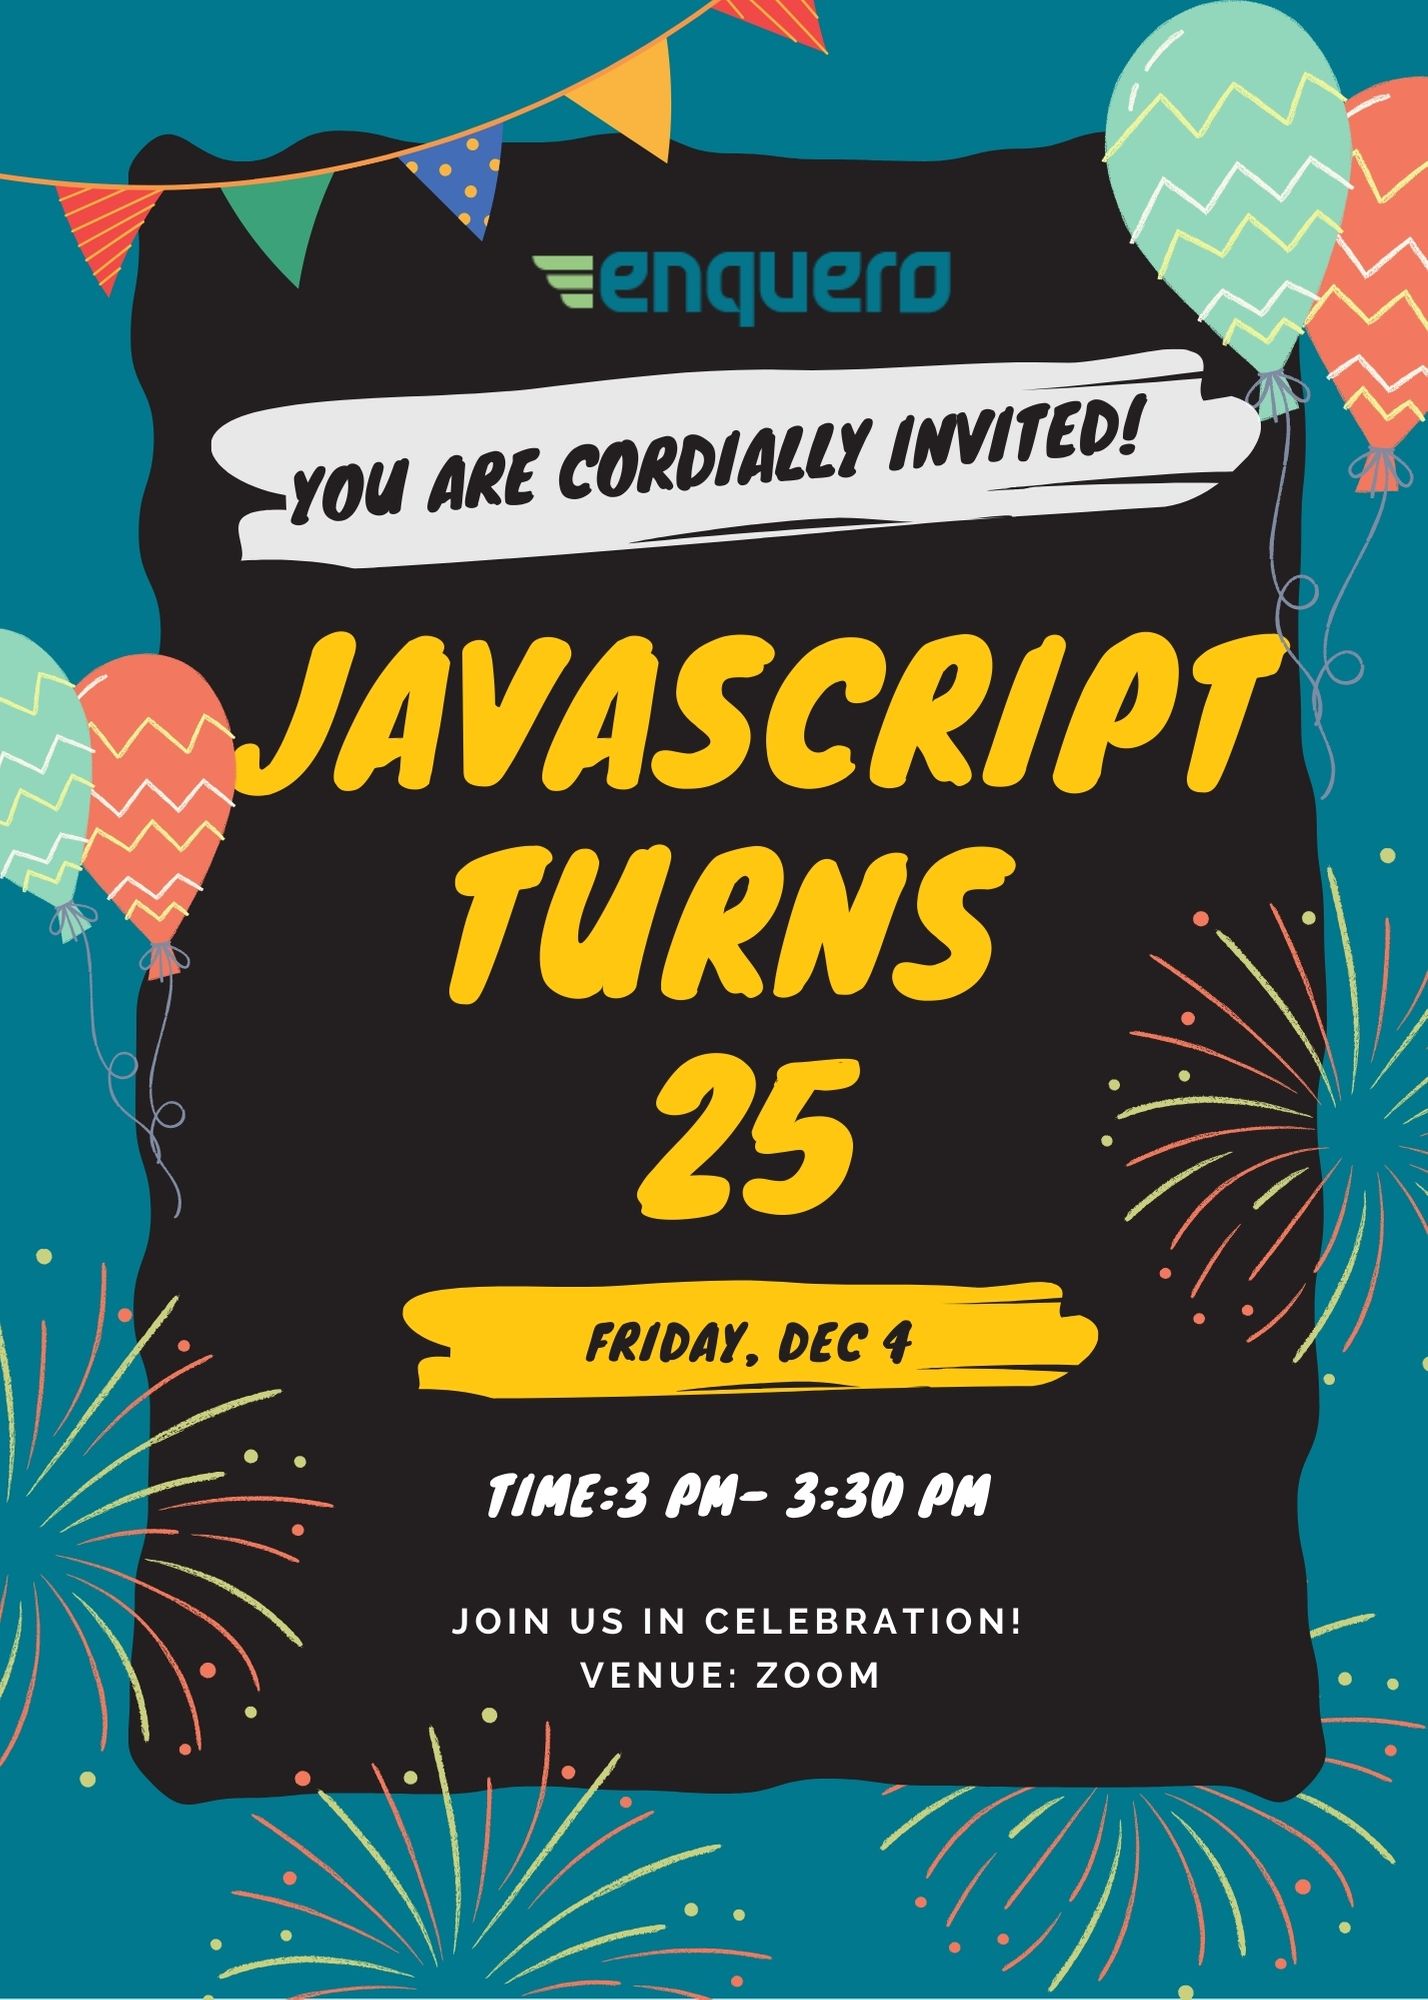 enquero
YOU ARE CORDIALLY INVITED!
JAVASCRIPT
TURNS
25
FRIDAY, DEC 4
TIME:3 PM- 3:30 PM
JOIN US IN CELEBRATION!
VENUE: ZOOM